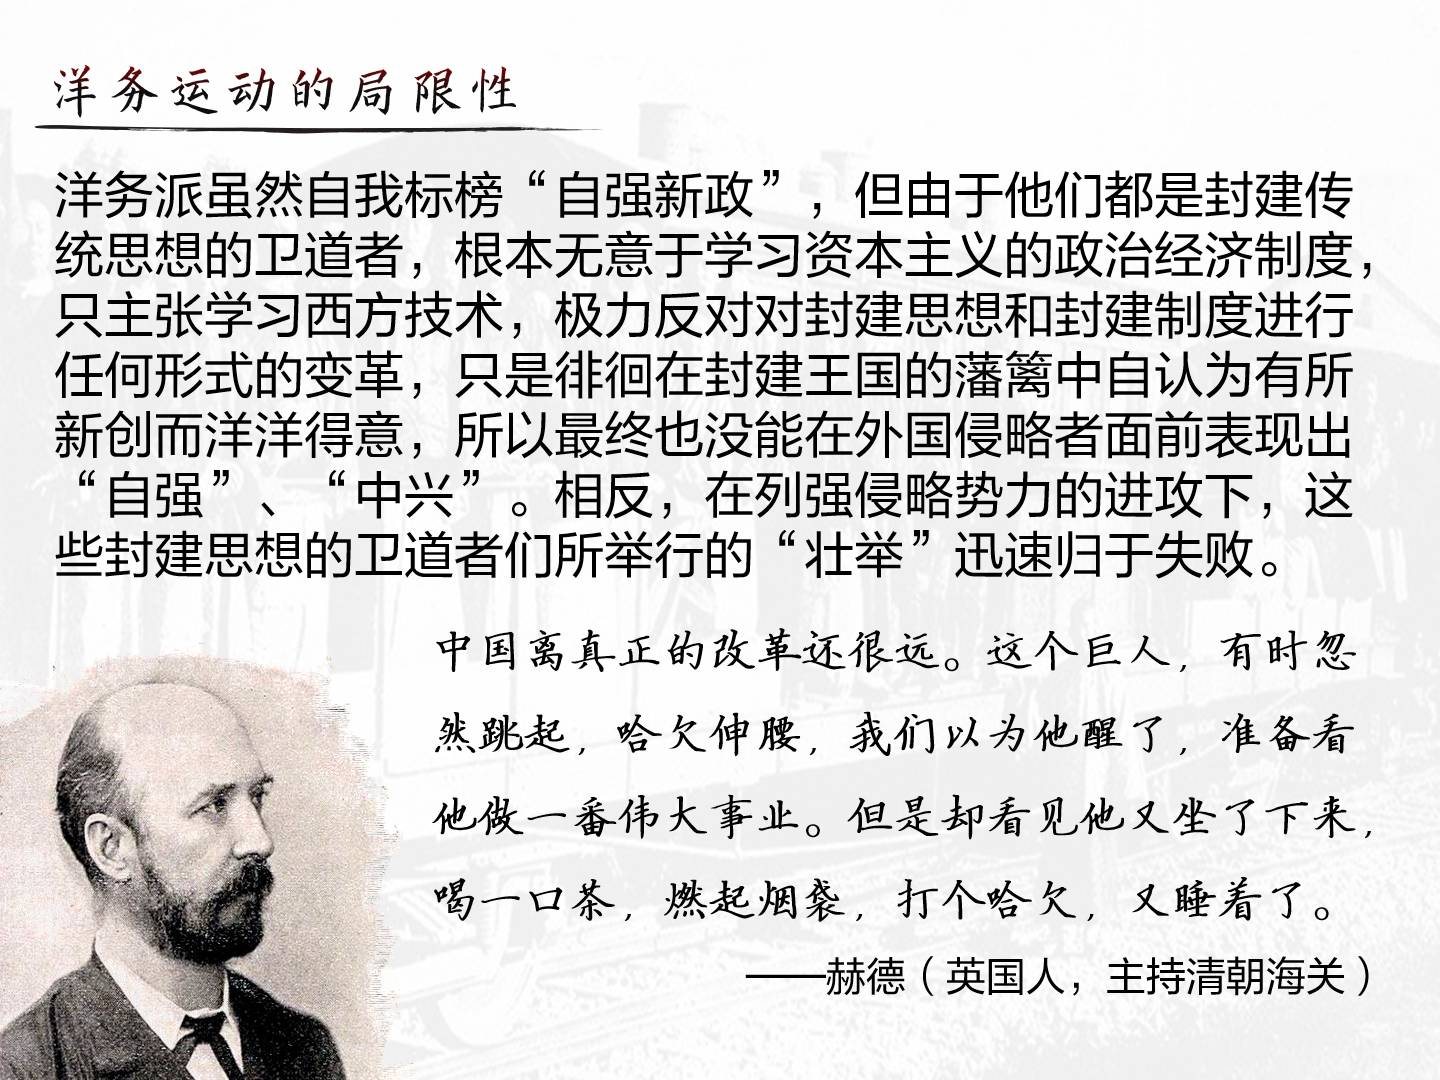 洋务运动的局限性
洋务派虽然自我标榜“自强新政”，但由于他们都是封建传
统思想的卫道者，根本无意于学习资本主义的政治经济制度，
只主张学习西方技术，极力反对对封建思想和封建制度进行
任何形式的变革，只是徘徊在封建王国的藩篱中自认为有所
新创而洋洋得意，所以最终也没能在外国侵略者面前表现出
“自强”、“中兴”。相反，在列强侵略势力的进攻下，这
些封建思想的卫道者们所举行的“壮举”迅速归于失败。
中国离真正的改革还很远。这个巨人，有时忽
然跳起，哈欠伸腰，我们以为他醒了，准备看
他做一番伟大事业。但是却看见他又坐了下来，
喝一口茶，燃起烟袋，打个哈欠，又睡着了。
——赫德（英国人，主持清朝海关）